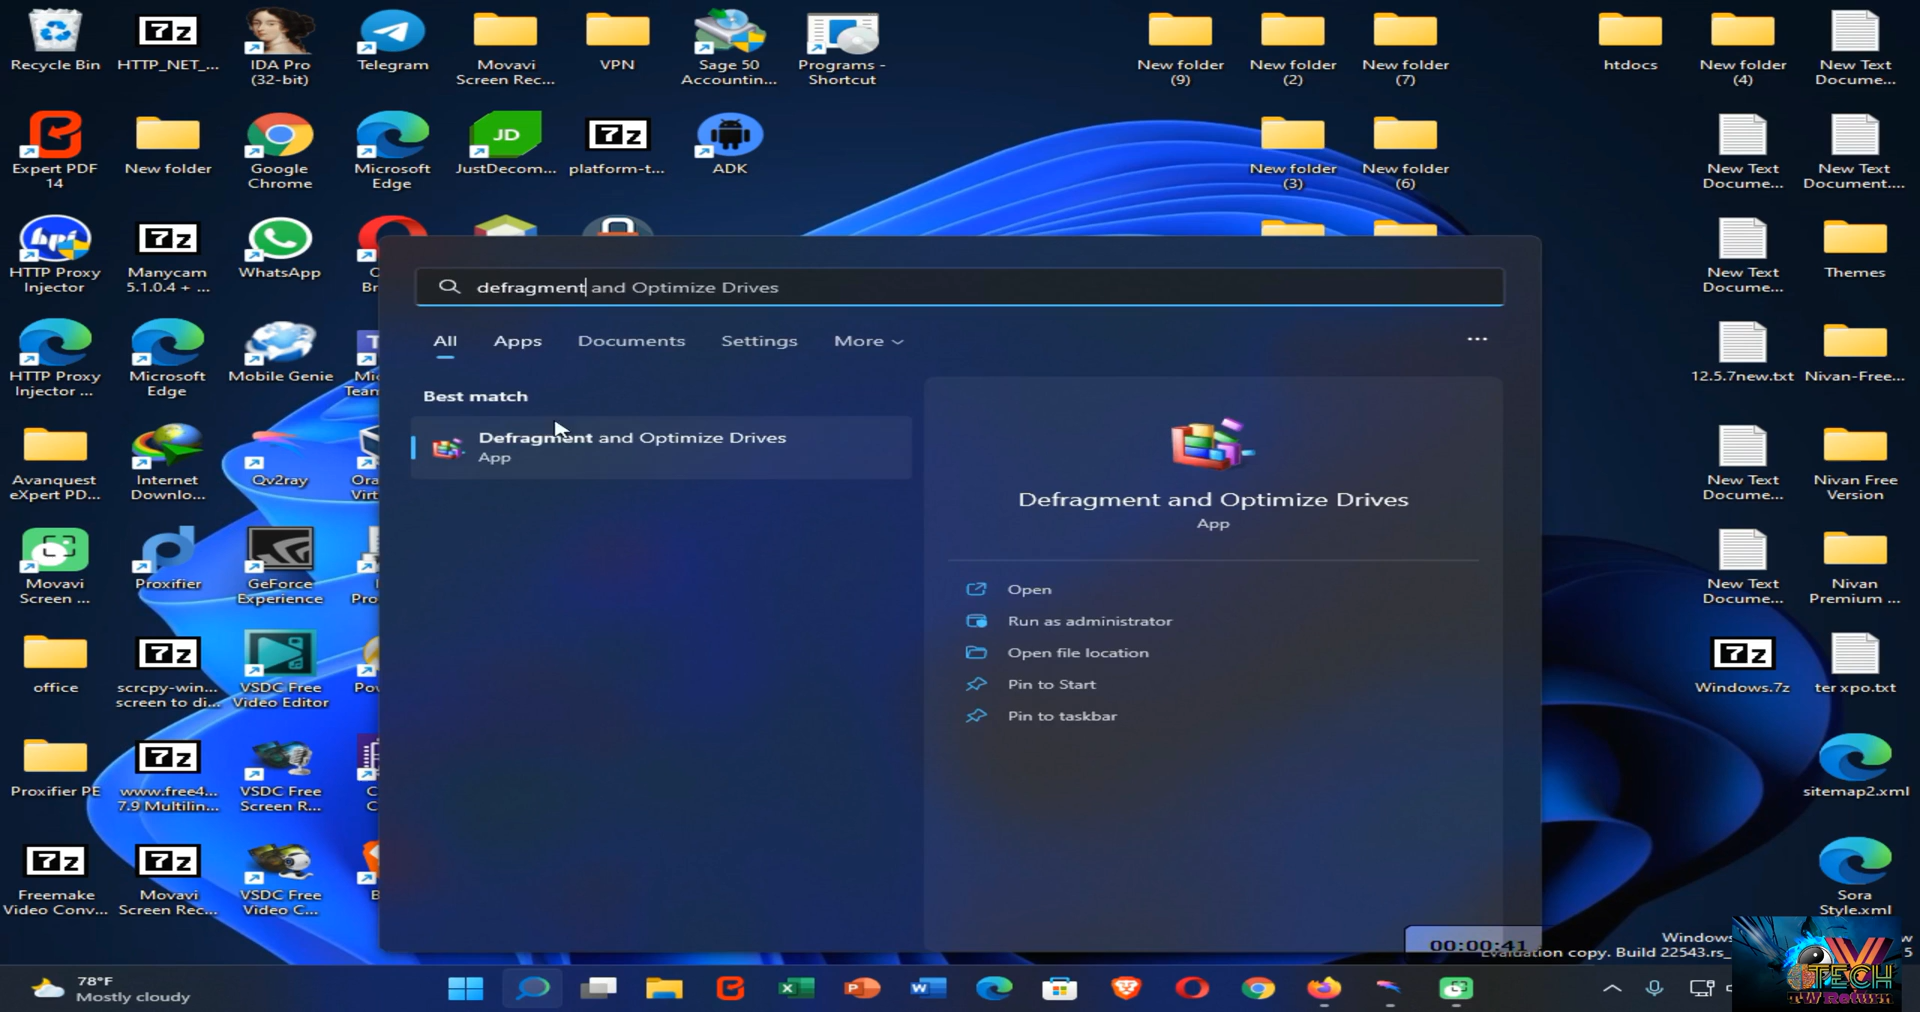 Recycle Bin
HTTP_NET_...
IDA Pro
(32-bit)
Telegram
Movavi
Screen Rec...
VPN
Sage 50
Accountin...
Programs -
Shortcut
New folder
(9)
New folder
(2)
New folder
(7)
htdocs
New folder
(4)
New Text
Docume...
Expert PDF
14
New folder
Google
Chrome
Microsoft
Edge
JD
JustDecom...
platform-t...
ADK
New folder
(3)
New folder
(6)
New Text
Docume...
New Text
Document....
HTTP Proxy
Injector
Manycam
5.1.0.4 + ...
WhatsApp
New Text
Docume...
Themes
defragment and Optimize Drives
All
Apps
Documents
Settings
More
Best match
Defragment and Optimize Drives
App
Defragment and Optimize Drives
App
Open
Run as administrator
Open file location
Pin to Start
Pin to taskbar
HTTP Proxy
Injector ...
Microsoft
Edge
Mobile Genie
12.5.7new.txt
Nivan-Free...
Avanquest
eXpert PD...
Internet
Downlo...
Qv2ray
New Text
Docume...
Nivan Free
Version
Movavi
Screen ...
Proxifier
GeForce
Experience
New Text
Docume...
Nivan
Premium ...
office
scrcpy-win...
screen to di...
VSDC Free
Video Editor
Windows.7z
ter xpo.txt
Proxifier PE
www.free4...
7.9 Multilin...
VSDC Free
Screen R...
sitemap2.xml
Freemake
Video Conv...
Movavi
Screen Rec...
VSDC Free
Video C...
Sora
Style.xml
00:00:41
Windows
Evaluation copy. Build 22543.rs_
78°F
Mostly cloudy
TECH
TW Return